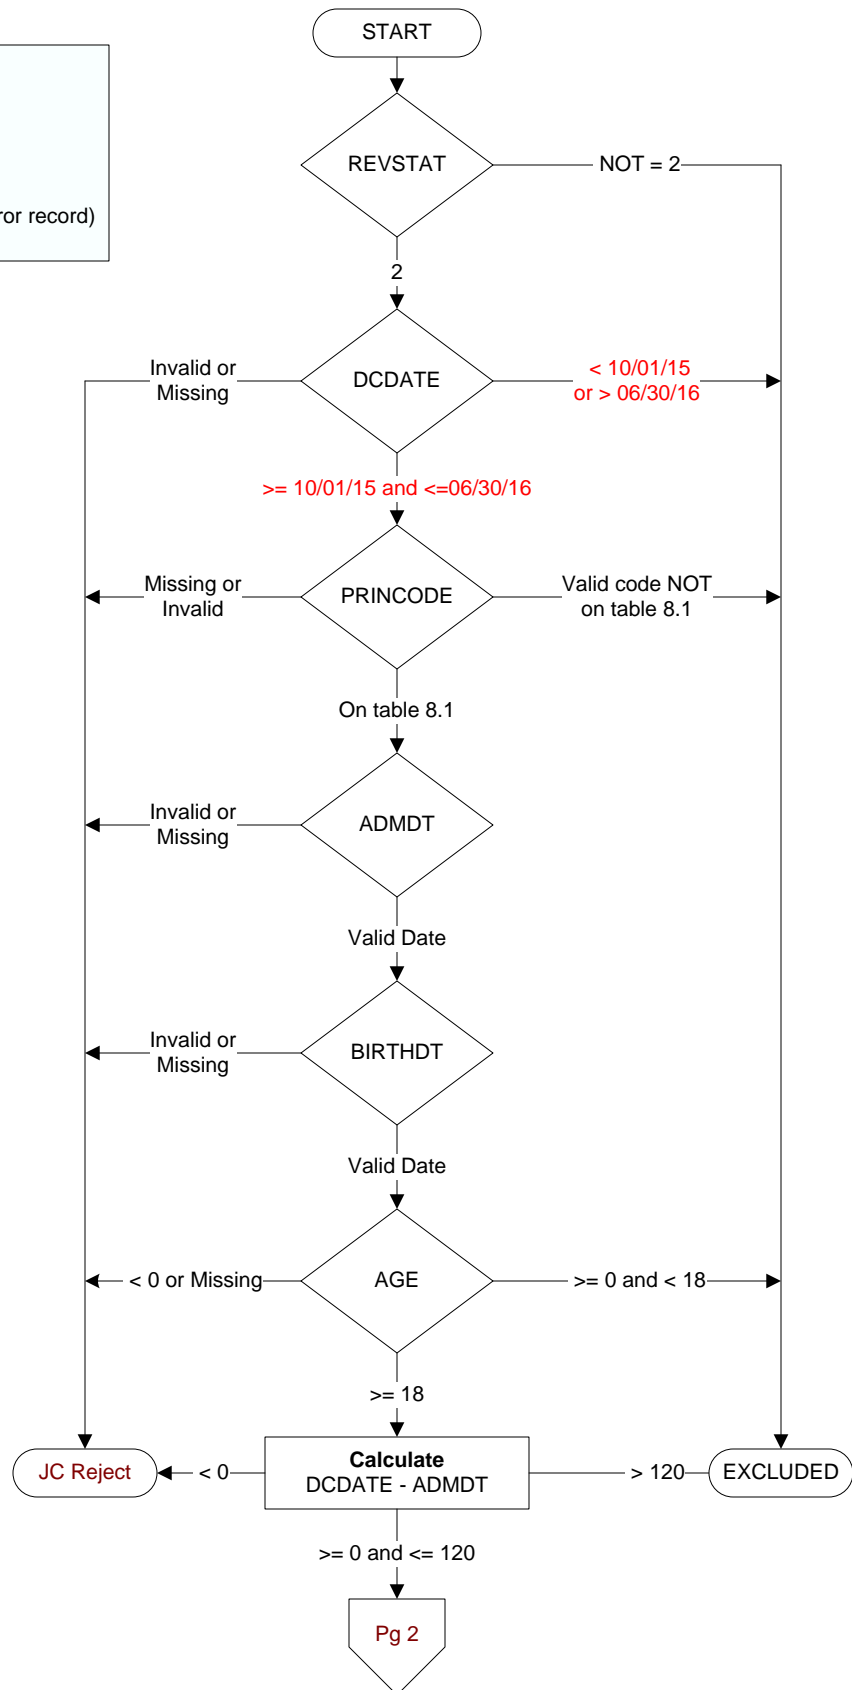 START
ror record)
REVSTAT
NOT = 2
2
Invalid or
Missing
DCDATE
< 10/01/15
or > 06/30/16
>= 10/01/15 and <=06/30/16
Missing or
Invalid
PRINCODE
Valid code NOT
on table 8.1
On table 8.1
Invalid or
Missing
ADMDT
Valid Date
Invalid or
Missing
BIRTHDT
Valid Date
< 0 or Missing
AGE
>= 0 and < 18
>= 18
JC Reject
< 0
Calculate
DCDATE - ADMDT
> 120
EXCLUDED
>= 0 and <= 120
Pg 2